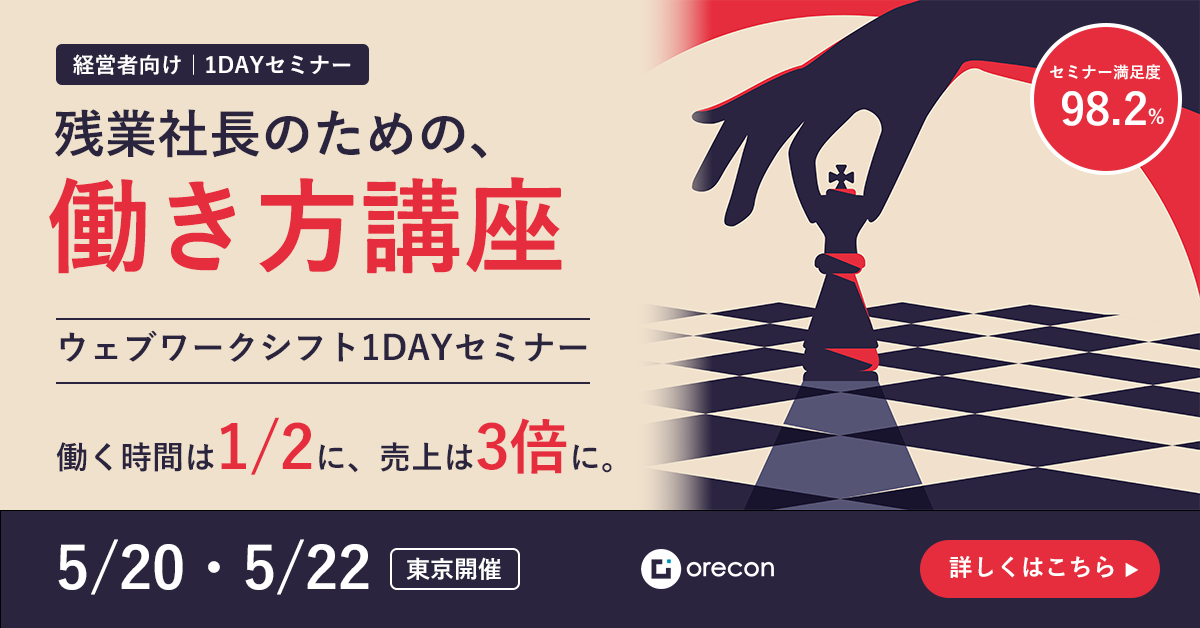 経営者向け｜1DAYセミナー
セミナー満足度
98.2%
残業社長のための、
働き方講座
ウェブワークシフト1DAYセミナー
働く時間は1/2に、売上は3倍に。
5/20・5/22 東京開催
orecon
詳しくはこちら ▶